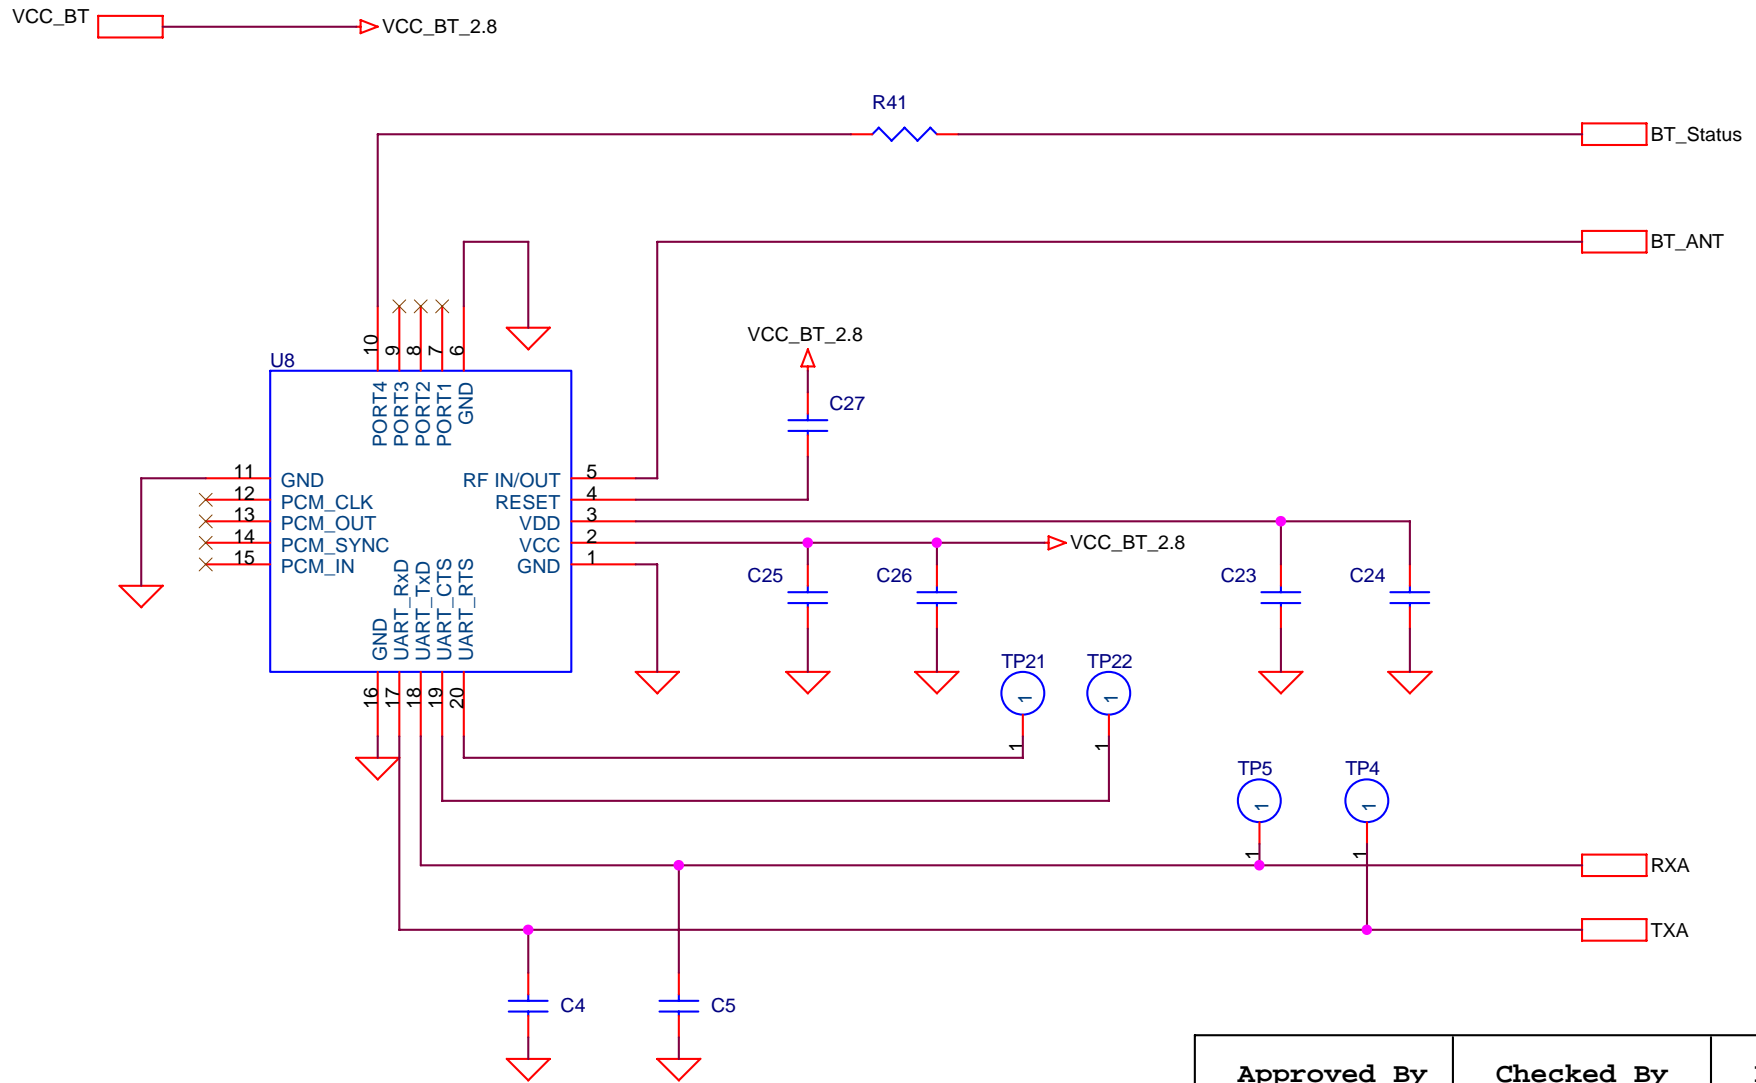 VCC_BT
VCC_BT_2.8
R41
BT_Status
BT_ANT
VCC_BT_2.8
C27
U8
10
9
8
7
6
PORT4
PORT3
PORT2
PORT1
GND
11 GND
12 PCM_CLK
13 PCM_OUT
14 PCM_SYNC
15 PCM_IN
RF IN/OUT 5
RESET 4
VDD 3
VCC 2
GND 1
VCC_BT_2.8
C25
C26
C23
C24
GND
UART_RxD
UART_TxD
UART_CTS
UART_RTS
16
17
18
19
20
TP21
1
1
TP22
1
1
TP5
1
1
TP4
1
1
RXA
TXA
C4
C5
Approved By
Checked By